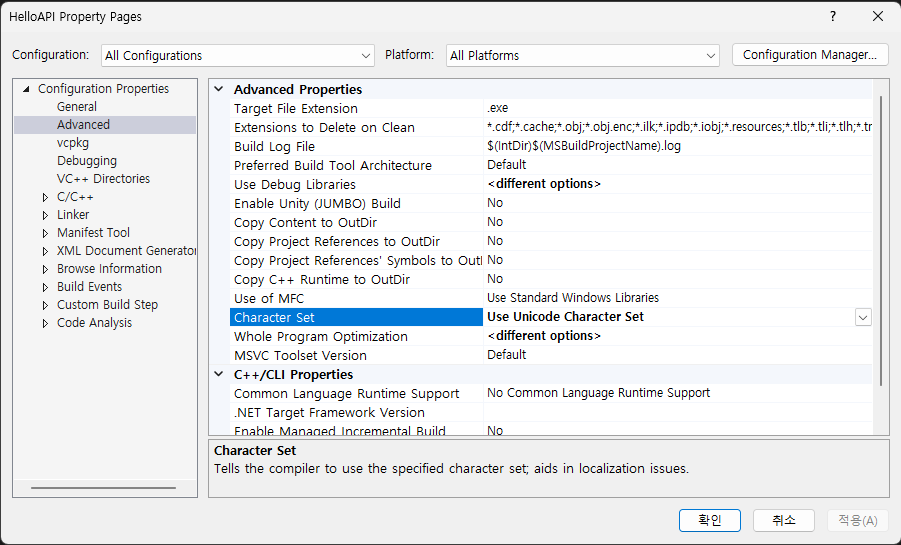 HelloAPI Property Pages
?
Configuration: All Configurations Platform: All Platforms Configuration Manager...
Configuration Properties
General
Advanced
vcpkg
Debugging
VC++ Directories
C/C++
Linker
Manifest Tool
XML Document Generator
Browse Information
Build Events
Custom Build Step
Code Analysis
Advanced Properties
Target File Extension .exe
Extensions to Delete on Clean *.cdf;*.cache;*.obj;*.obj.enc;*.ilk;*.ipdb;*.iobj;*.resources;*.tlb;*.tli;*.tlh;*.tr
Build Log File $(IntDir)$(MSBuildProjectName).log
Preferred Build Tool Architecture Default
Use Debug Libraries <different options>
Enable Unity (JUMBO) Build No
Copy Content to OutDir No
Copy Project References to OutDir No
Copy Project References' Symbols to Out No
Copy C++ Runtime to OutDir No
Use of MFC Use Standard Windows Libraries
Character Set Use Unicode Character Set
Whole Program Optimization <different options>
MSVC Toolset Version Default
C++/CLI Properties
Common Language Runtime Support No Common Language Runtime Support
.NET Target Framework Version
Enable Managed Incremental Build No
Character Set
Tells the compiler to use the specified character set; aids in localization issues.
확인 취소 적용(A)